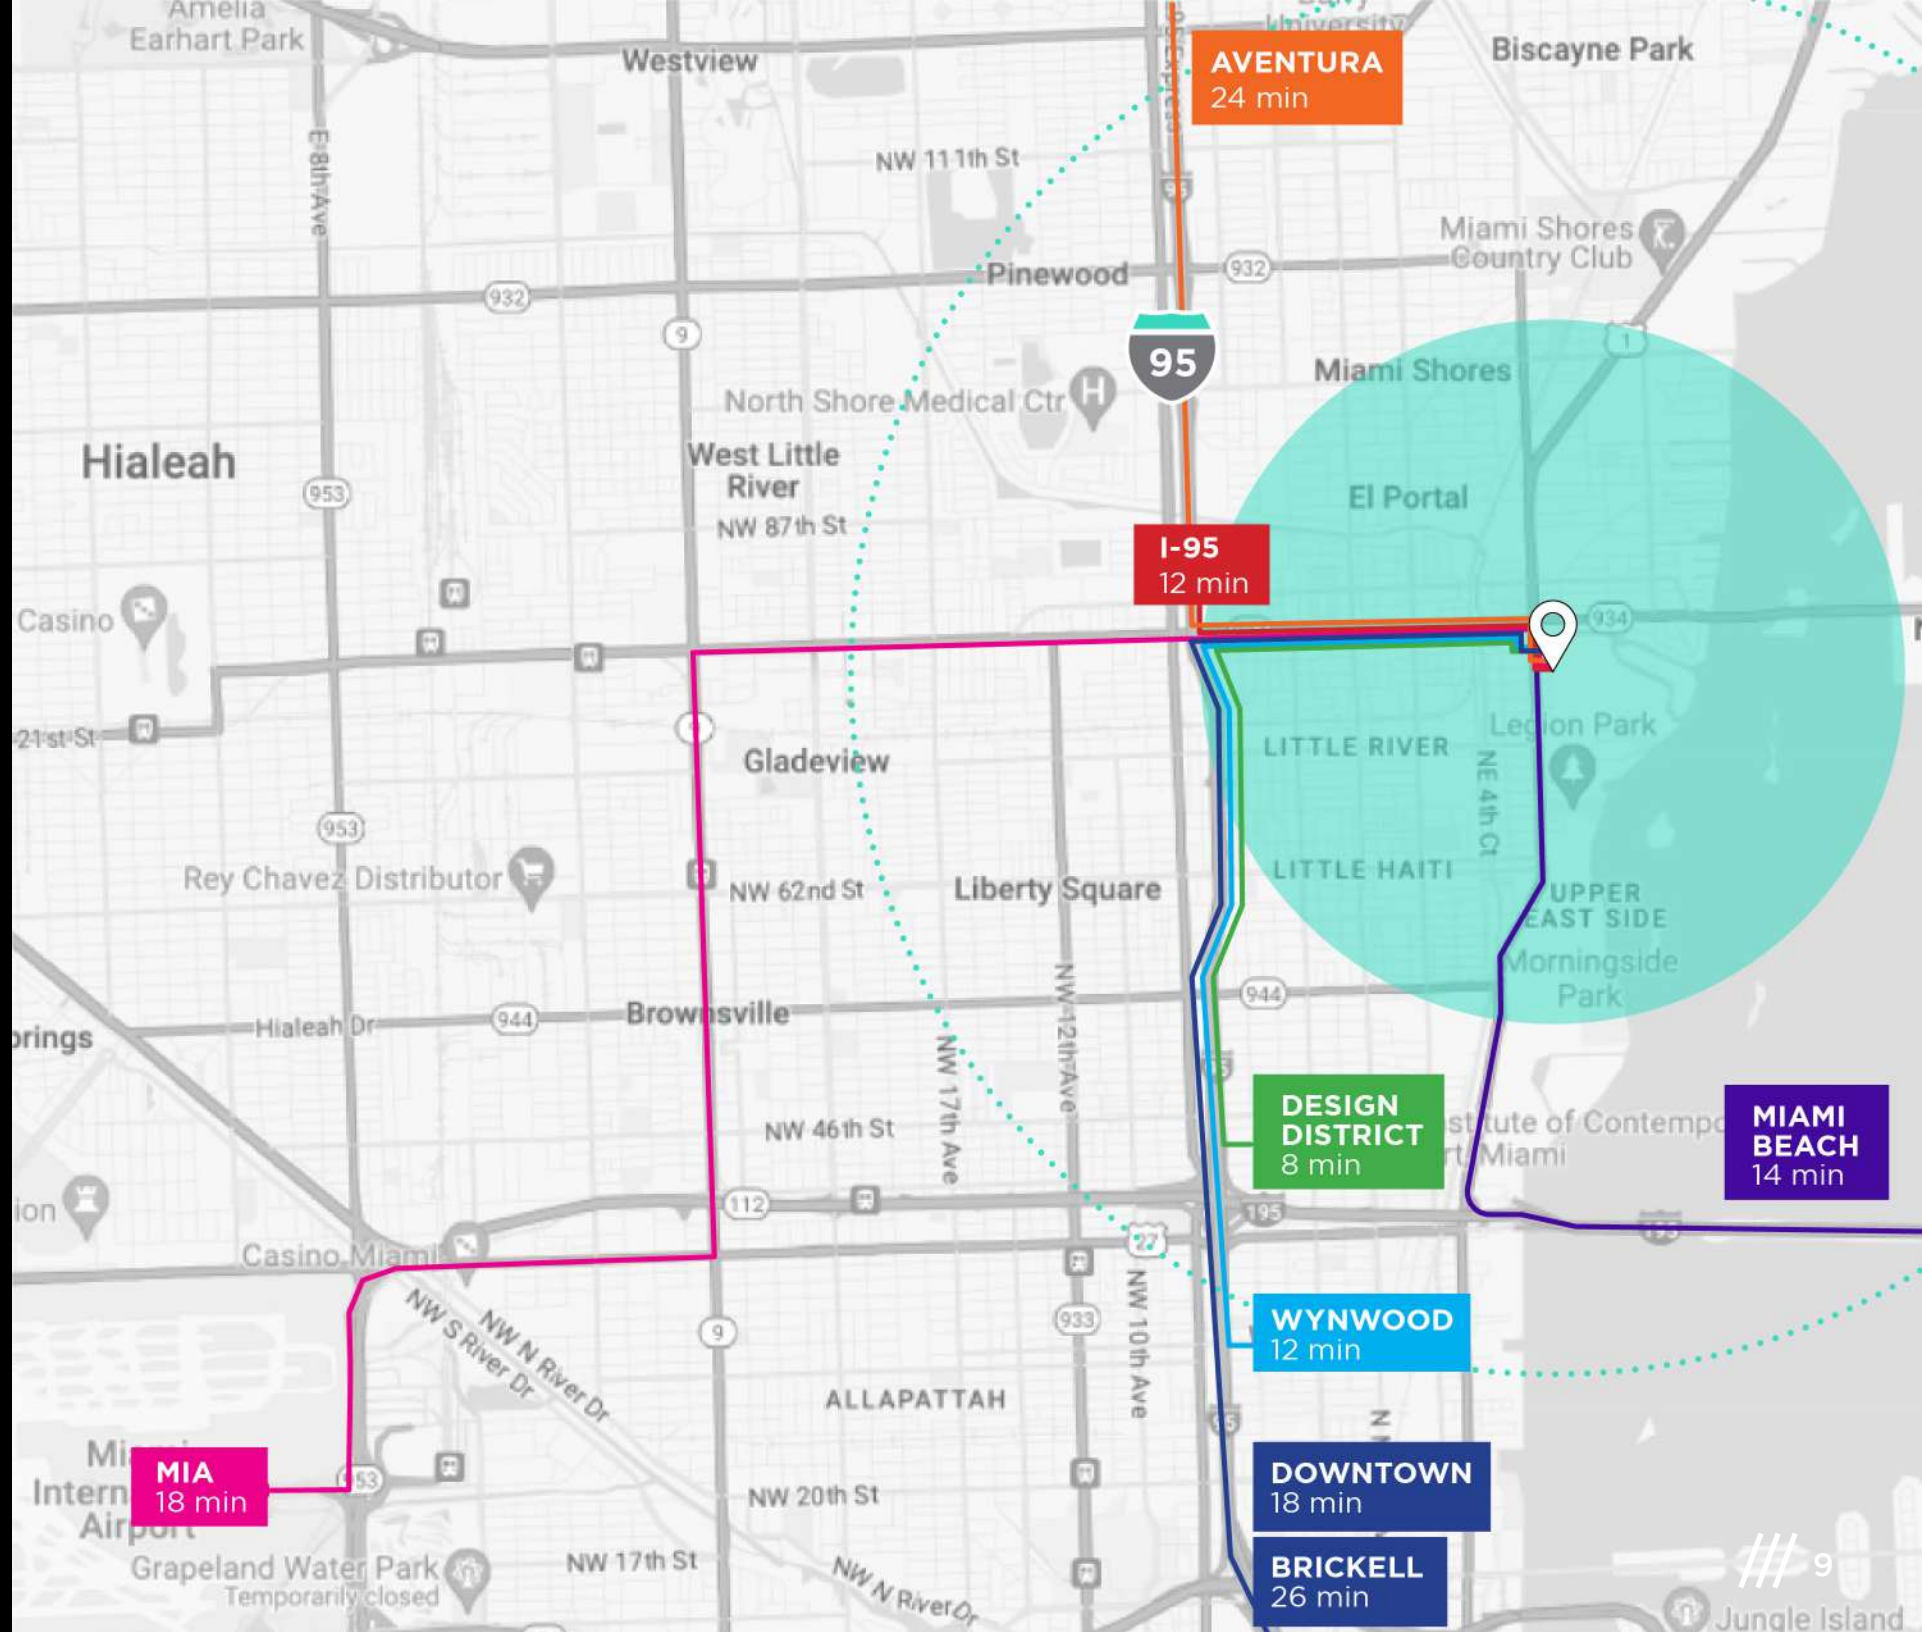 Amelia
Earhart Park
Westview
University
AVENTURA
24 min
Biscayne Park
E 8th Ave
NW 111th St
95
Miami Shores
Country Club
Pinewood
932
932
9
1
95
Miami Shores
North Shore Medical Ctr
H
Hialeah
West Little
River
953
El Portal
NW 87th St
I-95
12 min
Casino
934
21st St
Legion Park
Gladeview
LITTLE RIVER
NE 4th Ct
953
LITTLE HAITI
Rey Chavez Distributor
NW 62nd St
Liberty Square
UPPER
EAST SIDE
Morningside
Park
944
Brownsville
944
Hialeah Dr
NW 12th Ave
NW 17th Ave
DESIGN
DISTRICT
8 min
MIAMI
BEACH
14 min
NW 46th St
Miami
112
195
195
27
Casino Miami
NW S River Dr
NW N River Dr
9
933
NW 10th Ave
WYNWOOD
12 min
ALLAPATTAH
MIA
18 min
Airport
DOWNTOWN
18 min
NW 20th St
BRICKELL
26 min
Grapeland Water Park
Temporarily closed
NW 17th St
NW N River Dr
9
Jungle Island